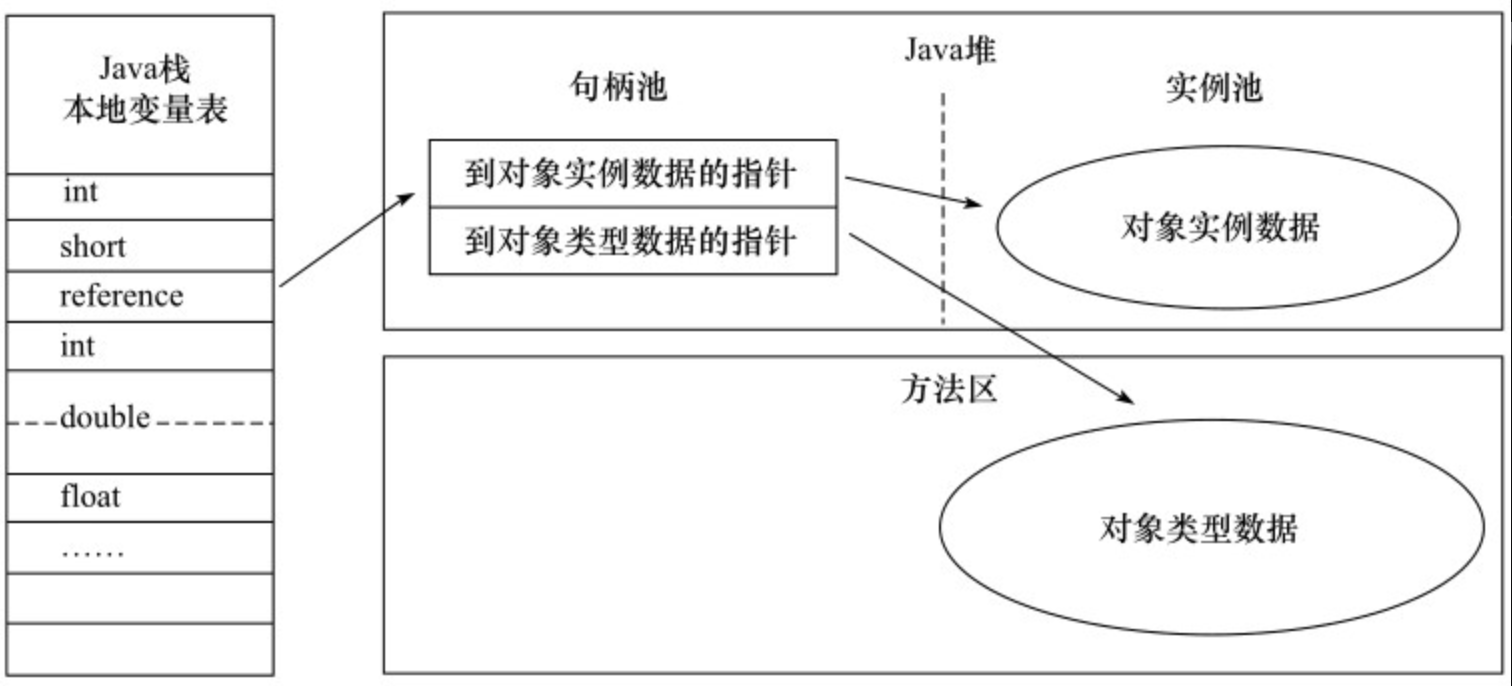 Java栈
本地变量表
int
short
reference
int
double
float
……
Java堆
句柄池
实例池
到对象实例数据的指针
到对象类型数据的指针
对象实例数据
方法区
对象类型数据